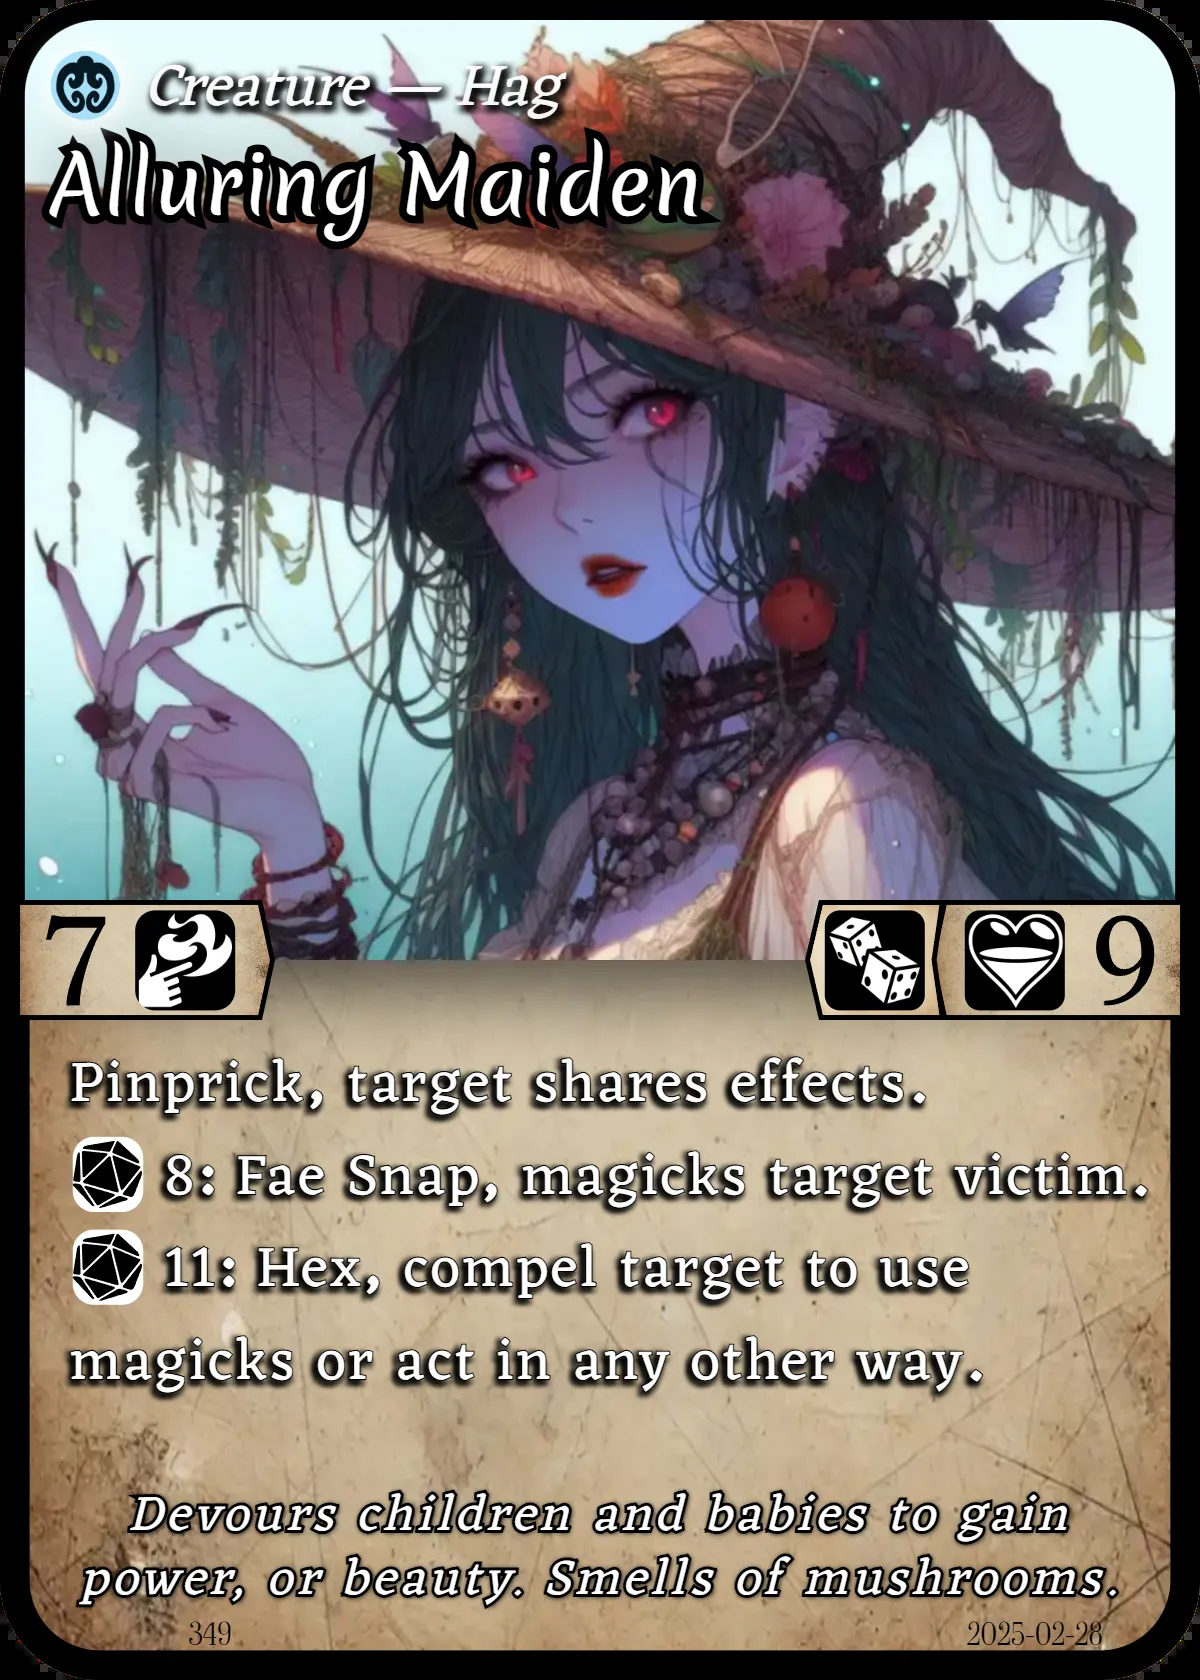 Creature — Hag
Alluring Maiden
7
9
Pinprick, target shares effects.
8: Fae Snap, magicks target victim.
11: Hex, compel target to use
magicks or act in any other way.
Devours children and babies to gain
power, or beauty. Smells of mushrooms.
349
2025-02-28